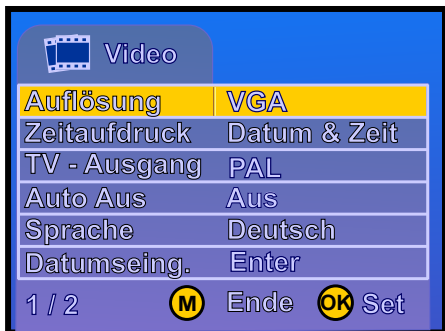 Video
Auflösung VGA
Zeitaufdruck Datum & Zeit
TV - Ausgang PAL
Auto Aus Aus
Sprache Deutsch
Datumseing. Enter
1 / 2 M Ende OK Set